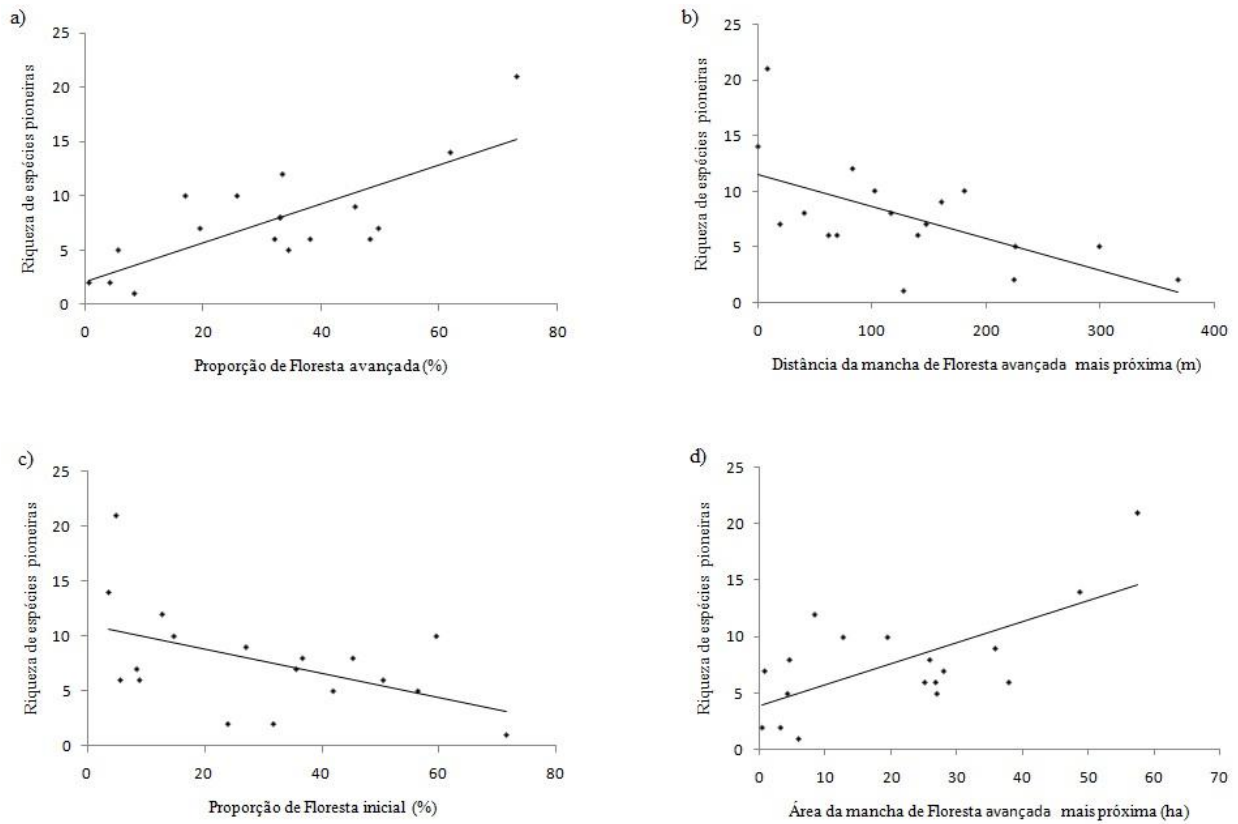 a)
Riqueza de espécies pioneiras
25
20
15
10
5
0
0 20 40 60 80
Proporção de Floresta avançada (%)
b)
Riqueza de espécies pioneiras
25
20
15
10
5
0
0 100 200 300 400
Distância da mancha de Floresta avançada mais próxima (m)
c)
Riqueza de espécies pioneiras
25
20
15
10
5
0
0 20 40 60 80
Proporção de Floresta inicial (%)
d)
Riqueza de espécies pioneiras
25
20
15
10
5
0
0 10 20 30 40 50 60 70
Área da mancha de Floresta avançada mais próxima (ha)